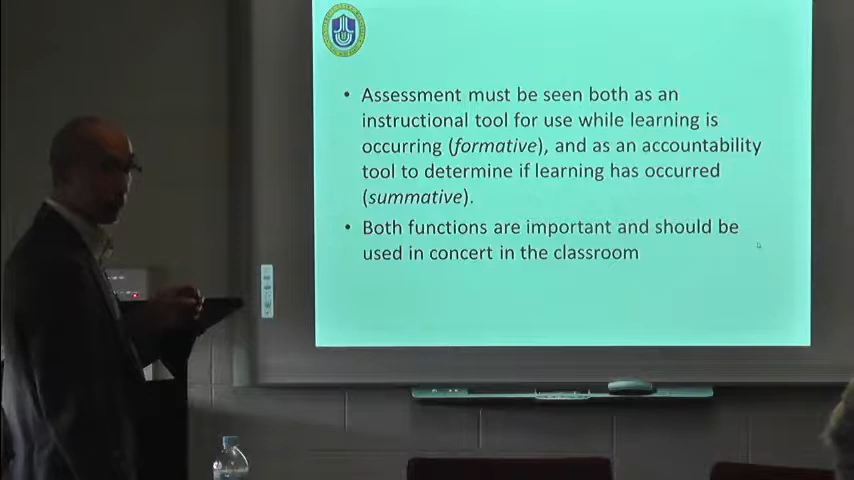 • Assessment must be seen both as an
instructional tool for use while learning is
occurring (formative), and as an accountability
tool to determine if learning has occurred
(summative).
• Both functions are important and should be
used in concert in the classroom